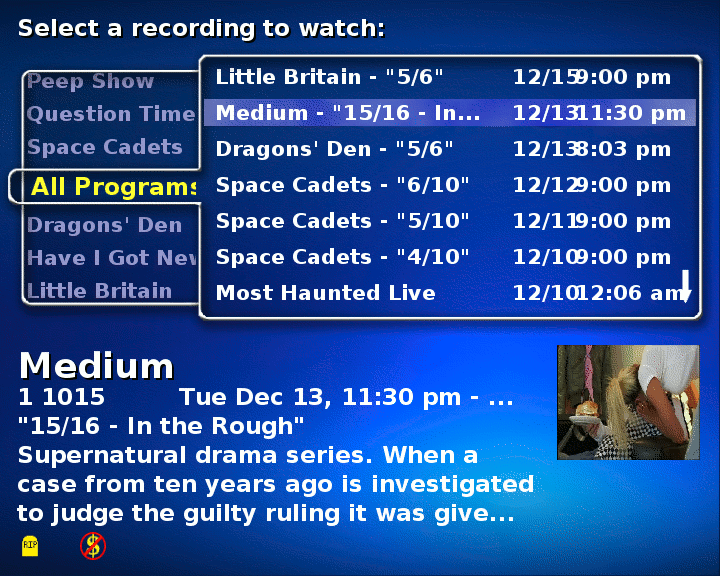 Select a recording to watch:
Peep Show
Question Time
Space Cadets
All Programs
Dragons' Den
Have I Got New
Little Britain
Little Britain - "5/6" 12/15 9:00 pm
Medium - "15/16 - In... 12/13 11:30 pm
Dragons' Den - "5/6" 12/13 8:03 pm
Space Cadets - "6/10" 12/12 9:00 pm
Space Cadets - "5/10" 12/11 9:00 pm
Space Cadets - "4/10" 12/10 9:00 pm
Most Haunted Live 12/10 12:06 am
Medium
1 1015 Tue Dec 13, 11:30 pm - ...
"15/16 - In the Rough"
Supernatural drama series. When a
case from ten years ago is investigated
to judge the guilty ruling it was give...
RIP
$